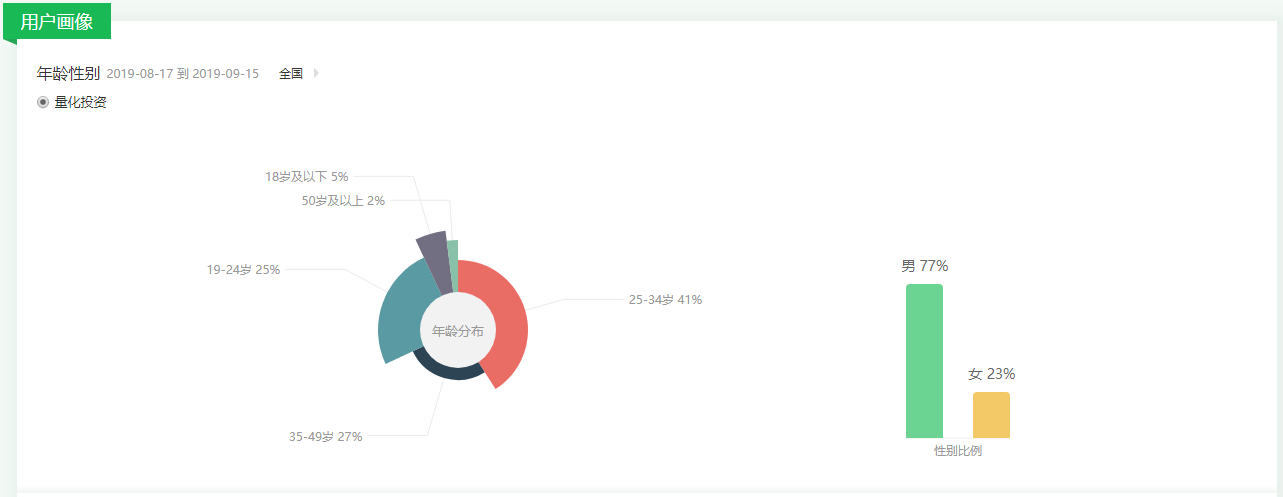 用户画像
年龄性别 2019-08-17 到 2019-09-15 全国
量化投资
18岁及以下 5%
50岁及以上 2%
19-24岁 25%
25-34岁 41%
年龄分布
35-49岁 27%
男 77%
女 23%
性别比例